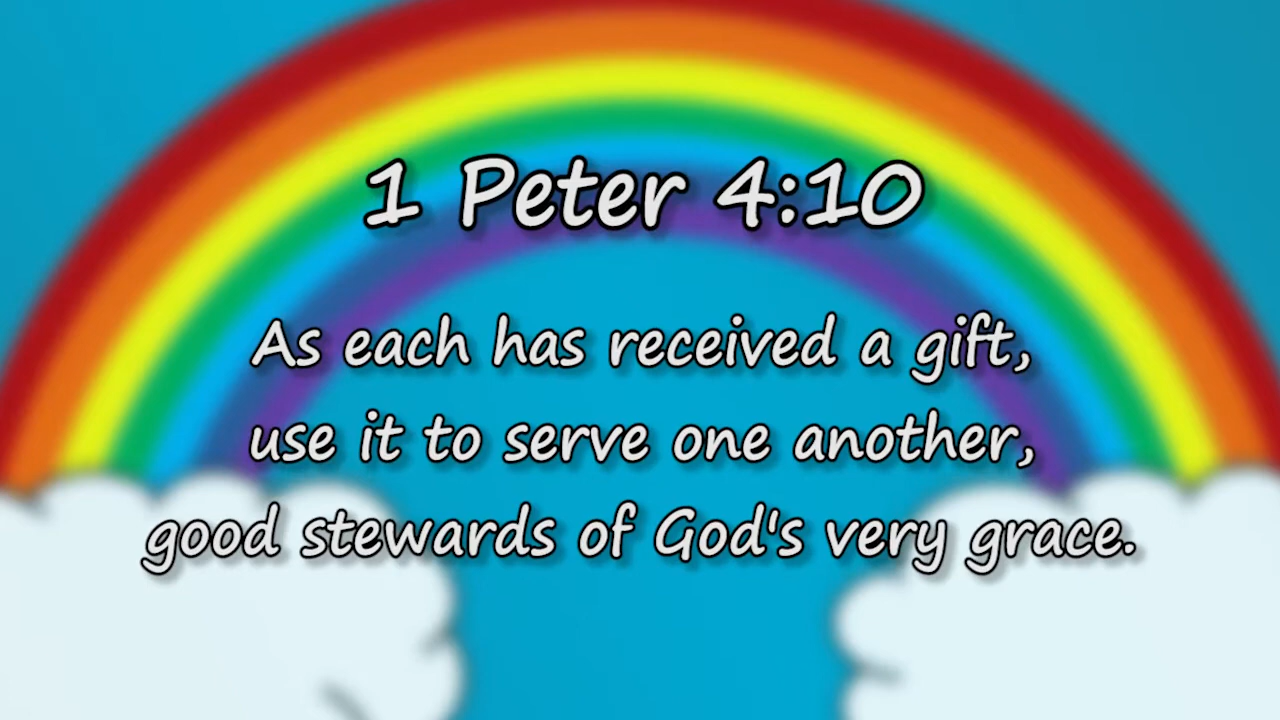 1 Peter 4:10
As each has received a gift,
use it to serve one another,
good stewards of God's very grace.